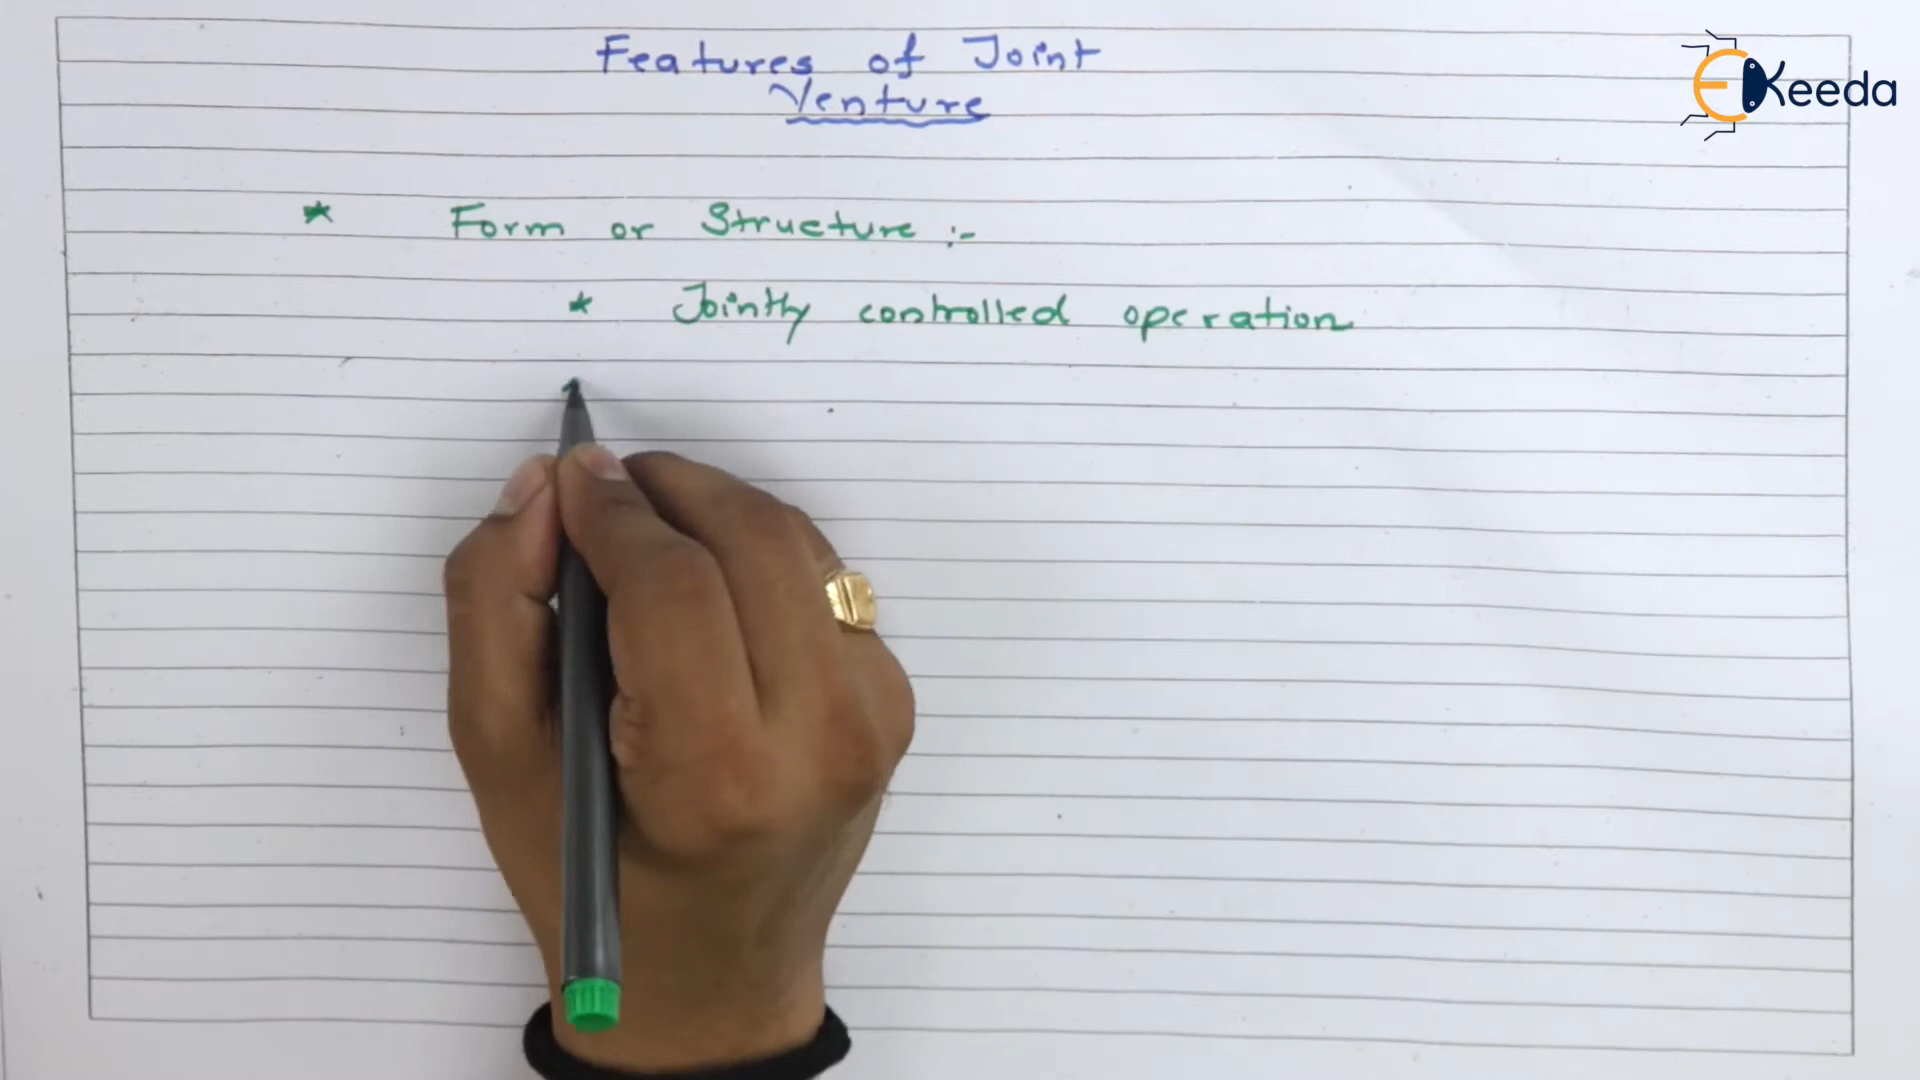 Features of Joint
Venture
EKeeda
* Form or Structure :-
* Jointly controlled operation